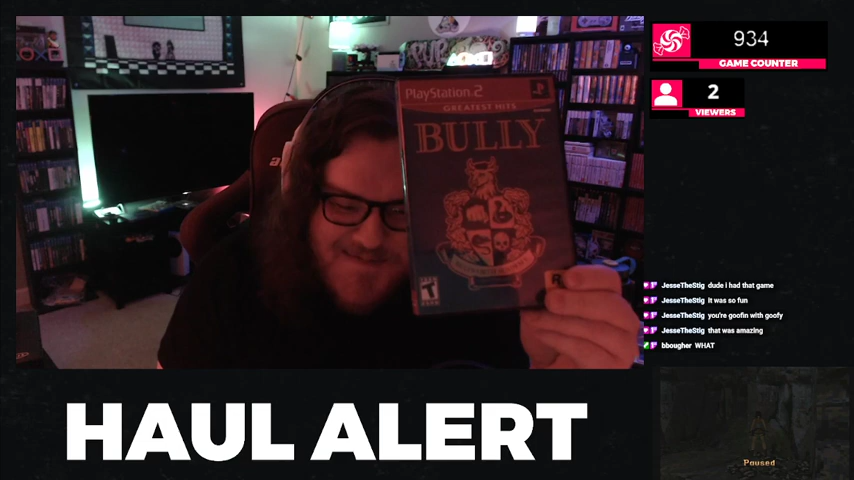 PlayStation 2
GREATEST HITS
BULLY
T
R
934
GAME COUNTER
2
VIEWERS
JesseTheStig dude i had that game
JesseTheStig it was so fun
JesseTheStig you're goofin with goofy
JesseTheStig that was amazing
bbougher WHAT
HAUL ALERT
Paused